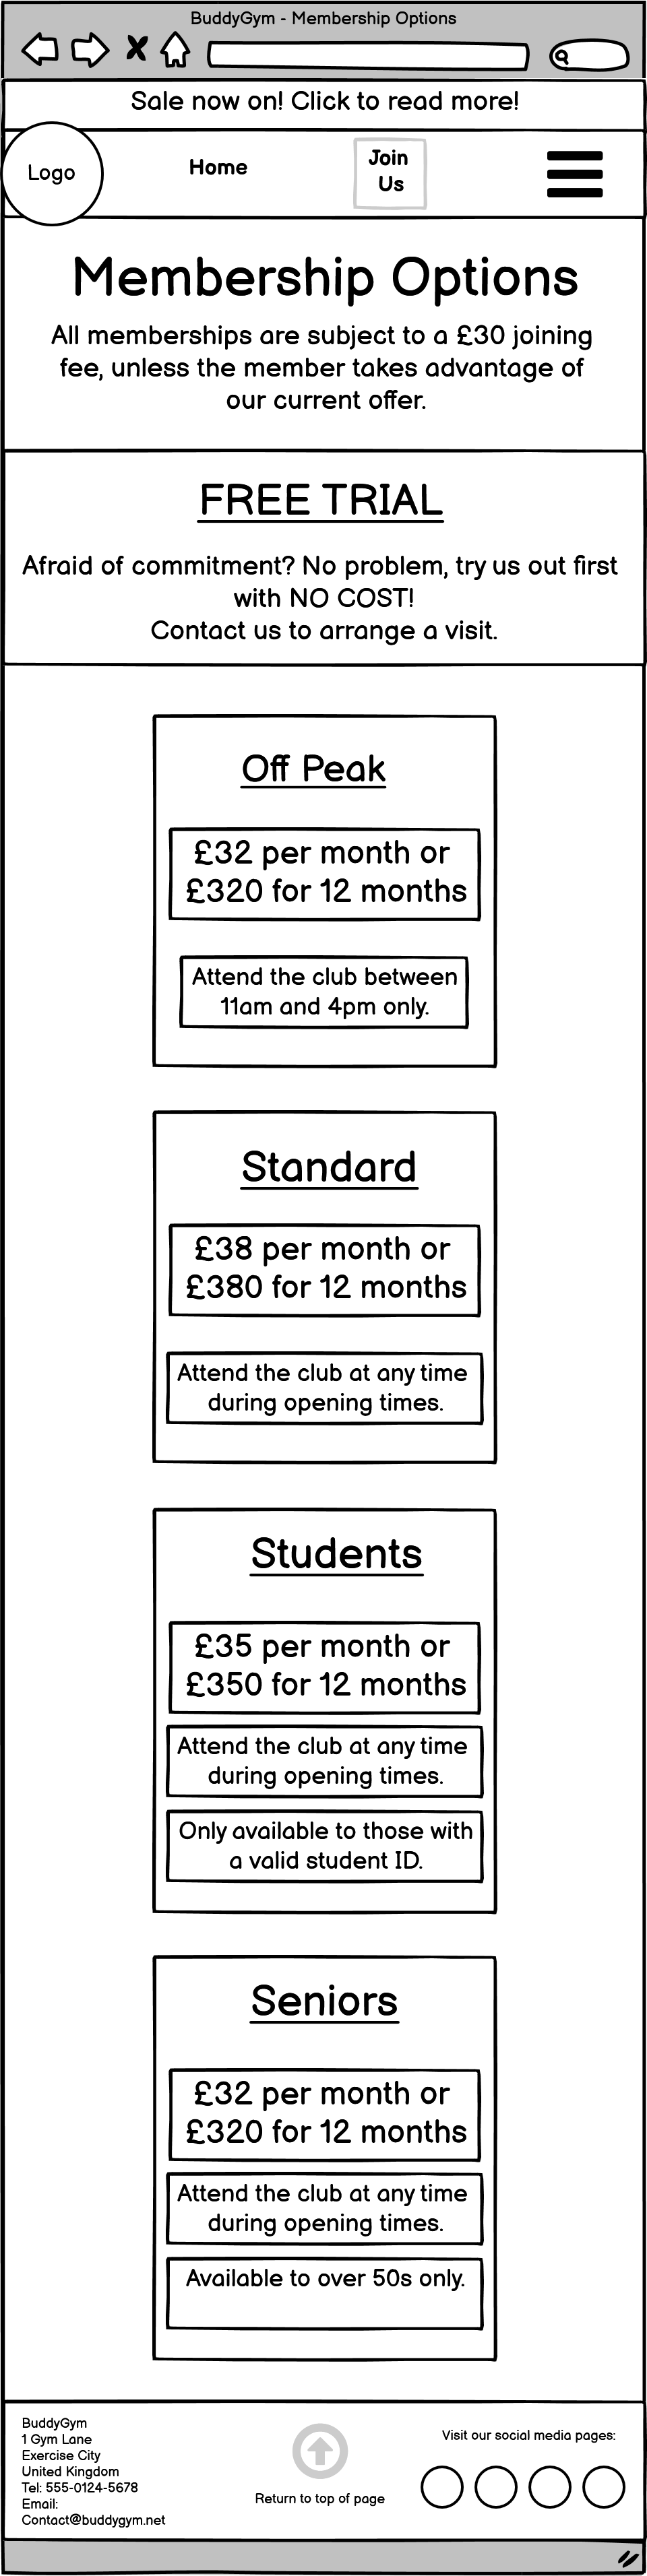 BuddyGym - Membership Options
Sale now on! Click to read more!
Logo
Home
Join
Us
Membership Options
All memberships are subject to a £30 joining
fee, unless the member takes advantage of
our current offer.
FREE TRIAL
Afraid of commitment? No problem, try us out first
with NO COST!
Contact us to arrange a visit.
Off Peak
£32 per month or
£320 for 12 months
Attend the club between
11am and 4pm only.
Standard
£38 per month or
£380 for 12 months
Attend the club at any time
during opening times.
Students
£35 per month or
£350 for 12 months
Attend the club at any time
during opening times.
Only available to those with
a valid student ID.
Seniors
£32 per month or
£320 for 12 months
Attend the club at any time
during opening times.
Available to over 50s only.
BuddyGym
1 Gym Lane
Exercise City
United Kingdom
Tel: 555-0124-5678
Email:
Contact@buddygym.net
Return to top of page
Visit our social media pages: